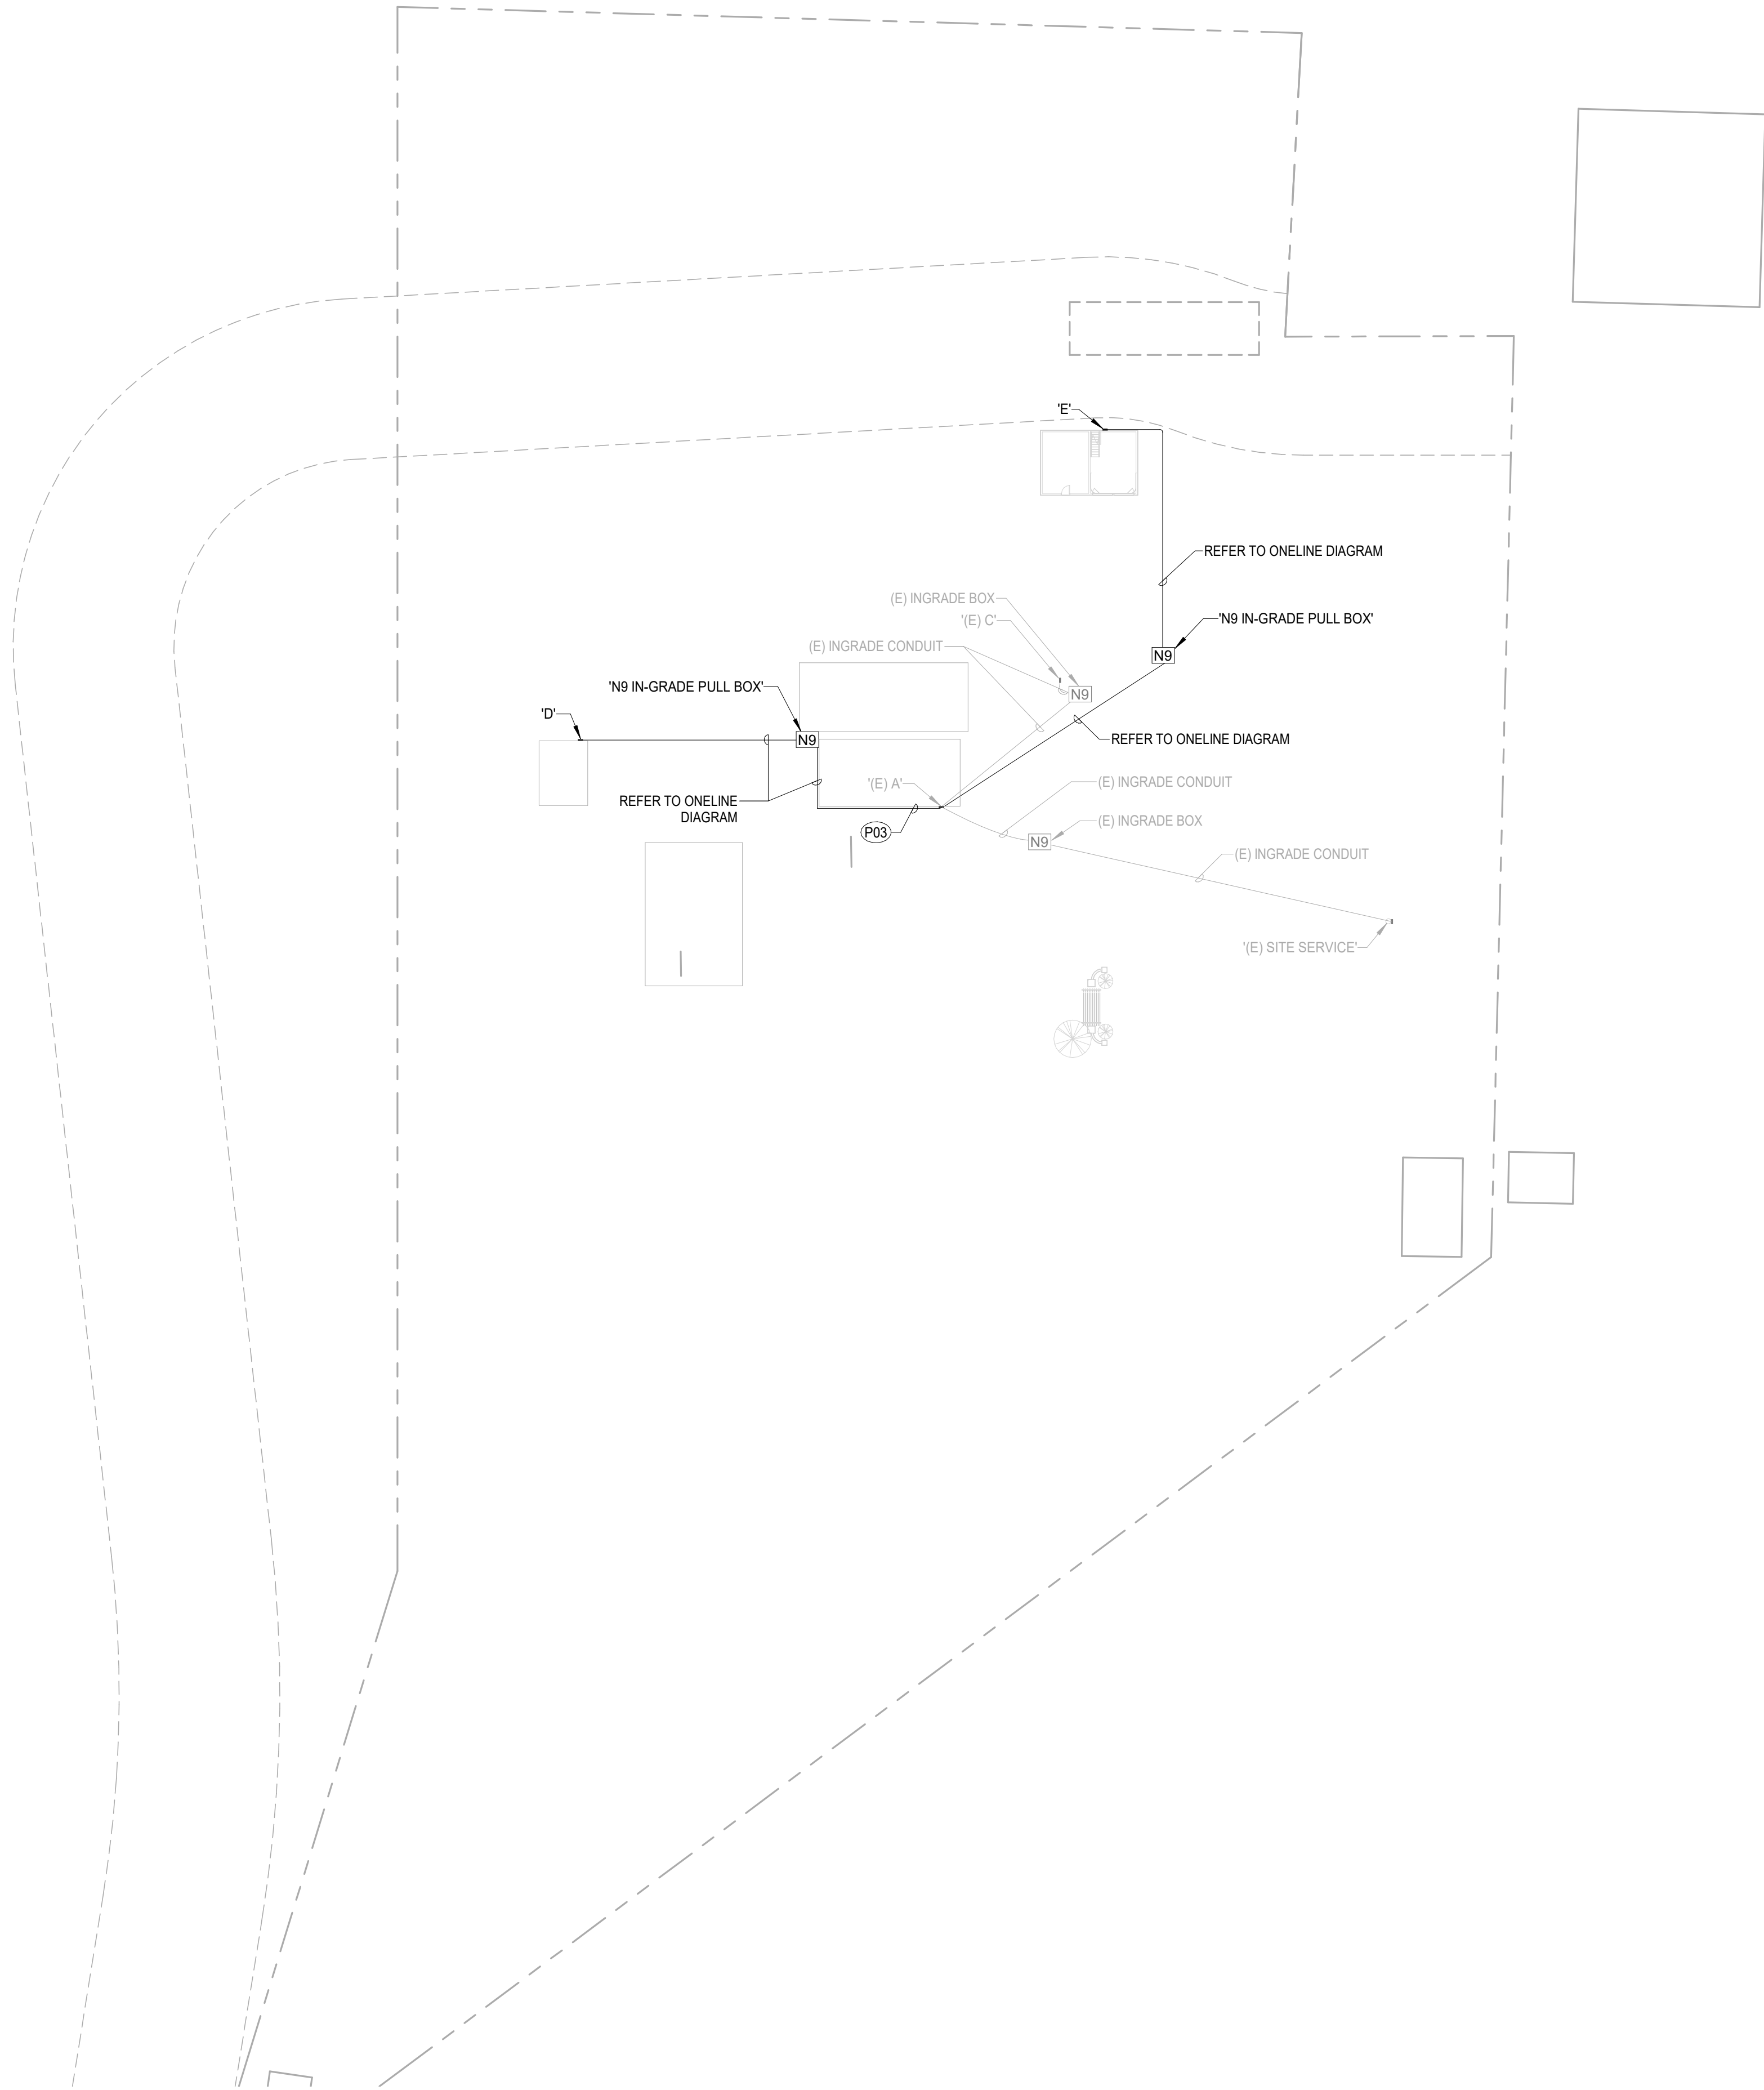 'E'
REFER TO ONELINE DIAGRAM
(E) INGRADE BOX
'(E) C'
'N9 IN-GRADE PULL BOX'
(E) INGRADE CONDUIT
N9
'N9 IN-GRADE PULL BOX'
N9
'D'
N9
REFER TO ONELINE DIAGRAM
'(E) A'
(E) INGRADE CONDUIT
REFER TO ONELINE
DIAGRAM
(E) INGRADE BOX
P03
N9
(E) INGRADE CONDUIT
'(E) SITE SERVICE'